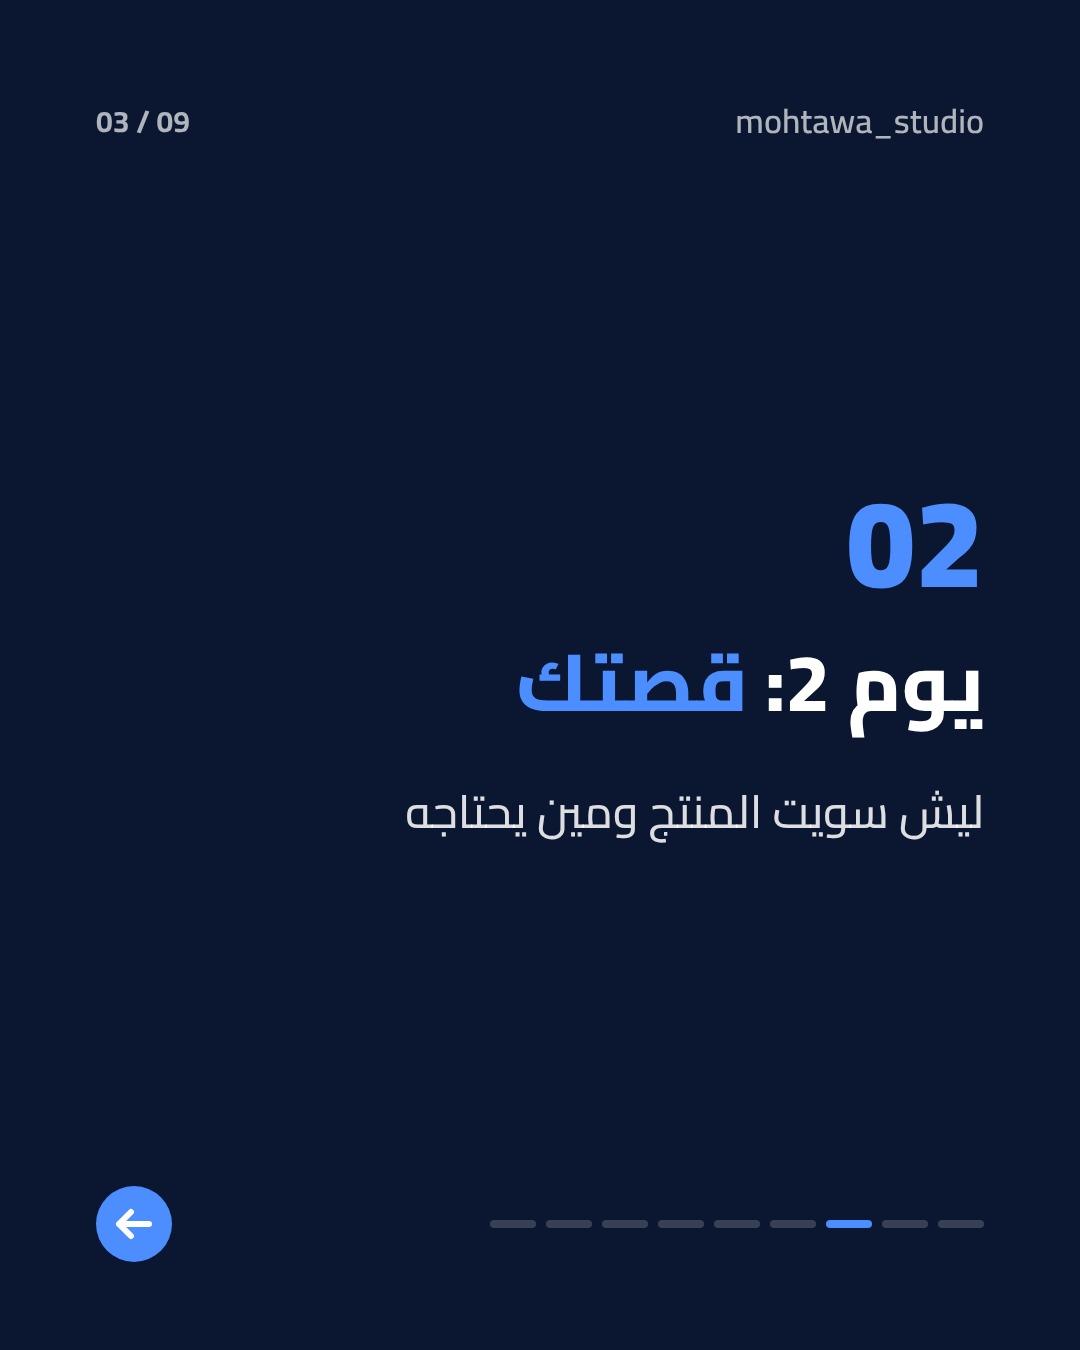 mohtawa_studio
03 / 09
02
يوم 2: قصتك
ليش سويت المنتج ومين يحتاجه